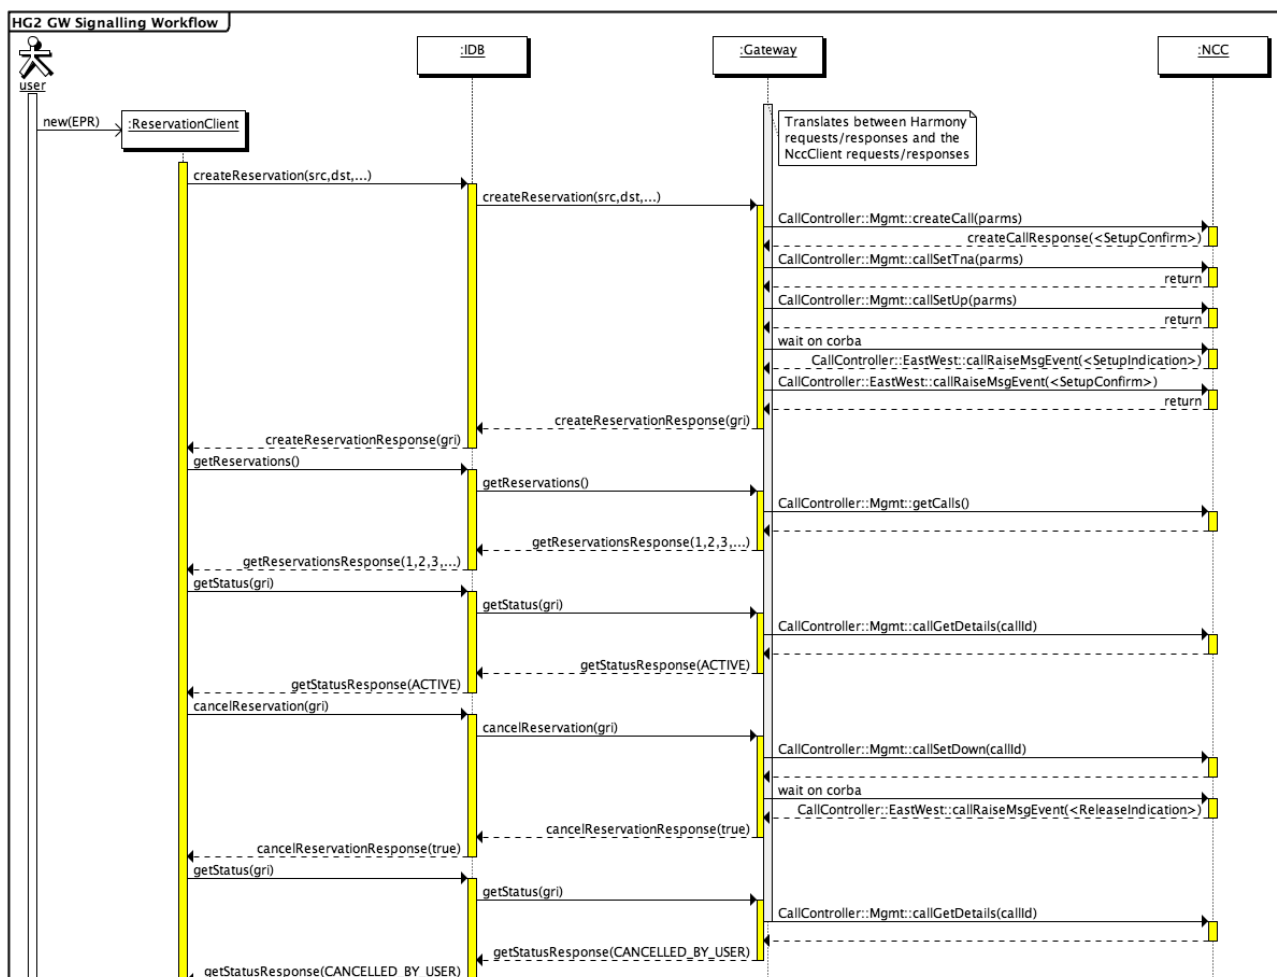 HG2 GW Signalling Workflow
user
:IDB
:Gateway
:NCC
new(EPR)
:ReservationClient
Translates between Harmony
requests/responses and the
NccClient requests/responses
createReservation(src,dst,...)
createReservation(src,dst,...)
CallController::Mgmt::createCall(parms)
createCallResponse(<SetupConfirm>)
CallController::Mgmt::callSetTna(parms)
return
CallController::Mgmt::callSetUp(parms)
return
wait on corba
CallController::EastWest::callRaiseMsgEvent(<SetupIndication>)
CallController::EastWest::callRaiseMsgEvent(<SetupConfirm>)
return
createReservationResponse(gri)
createReservationResponse(gri)
getReservations()
getReservations()
CallController::Mgmt::getCalls()
getReservationsResponse(1,2,3,...)
getReservationsResponse(1,2,3,...)
getStatus(gri)
getStatus(gri)
CallController::Mgmt::callGetDetails(callId)
getStatusResponse(ACTIVE)
getStatusResponse(ACTIVE)
cancelReservation(gri)
cancelReservation(gri)
CallController::Mgmt::callSetDown(callId)
wait on corba
CallController::EastWest::callRaiseMsgEvent(<ReleaseIndication>)
cancelReservationResponse(true)
cancelReservationResponse(true)
getStatus(gri)
getStatus(gri)
CallController::Mgmt::callGetDetails(callId)
getStatusResponse(CANCELLED_BY_USER)
getStatusResponse(CANCELLED_BY_USER)